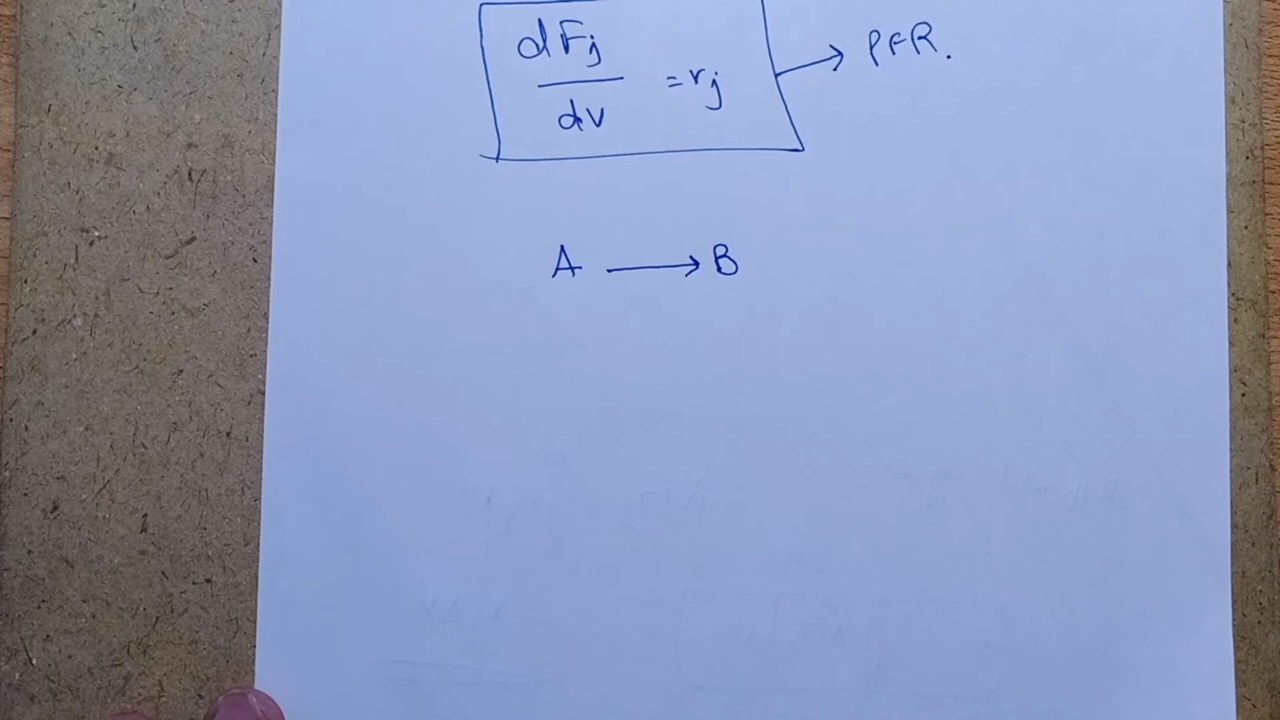 dFj
dv
=rj
→ PFR.
A → B